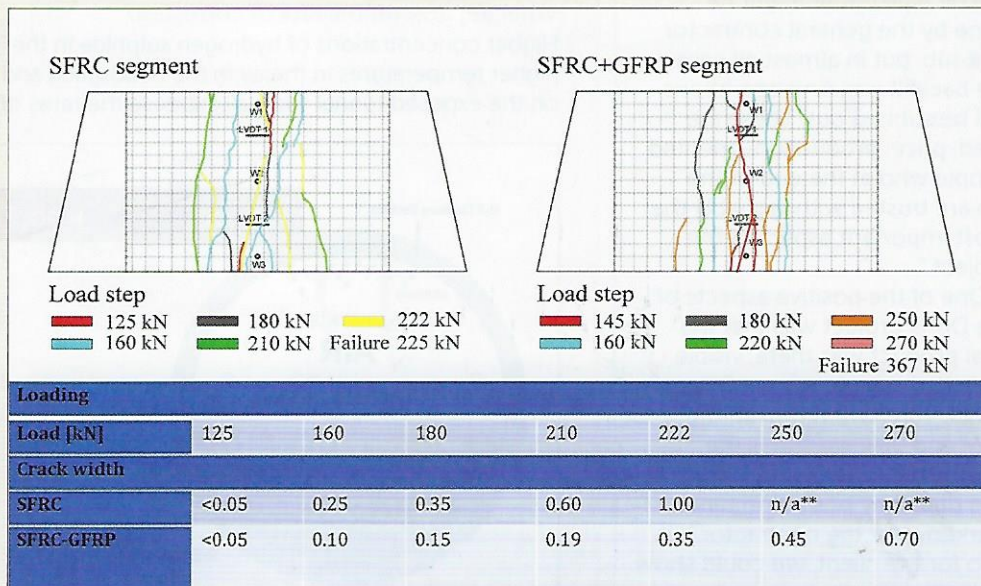 SFRC segment
SFRC+GFRP segment
W1
LVDT 1
W2
LVDT 2
W3
W1
LVDT 1
W2
LVDT 2
W3
Load step
125 kN 180 kN 222 kN
160 kN 210 kN Failure 225 kN
Load step
145 kN 180 kN 250 kN
160 kN 220 kN 270 kN
Failure 367 kN
Loading
Load [kN] 125 160 180 210 222 250 270
Crack width
SFRC <0.05 0.25 0.35 0.60 1.00 n/a** n/a**
SFRC-GFRP <0.05 0.10 0.15 0.19 0.35 0.45 0.70